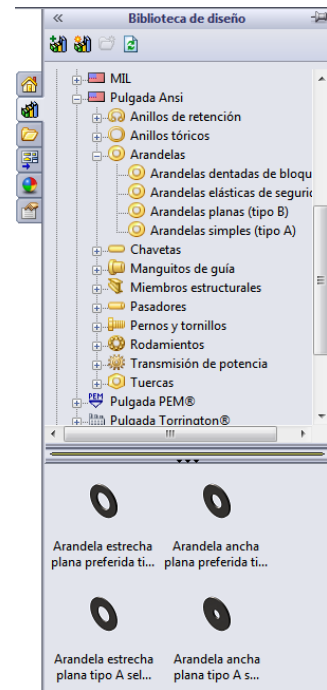 Biblioteca de diseño
MIL
Pulgada Ansi
Anillos de retención
Anillos tóricos
Arandelas
Arandelas dentadas de bloqu
Arandelas elásticas de seguric
Arandelas planas (tipo B)
Arandelas simples (tipo A)
Chavetas
Manguitos de guía
Miembros estructurales
Pasadores
Pernos y tornillos
Rodamientos
Transmisión de potencia
Tuercas
PEM
Pulgada PEM®
Pulgada Torrington®
Arandela estrecha Arandela ancha
plana preferida ti... plana preferida ti...
Arandela estrecha Arandela ancha
plana tipo A sel... plana tipo A s...